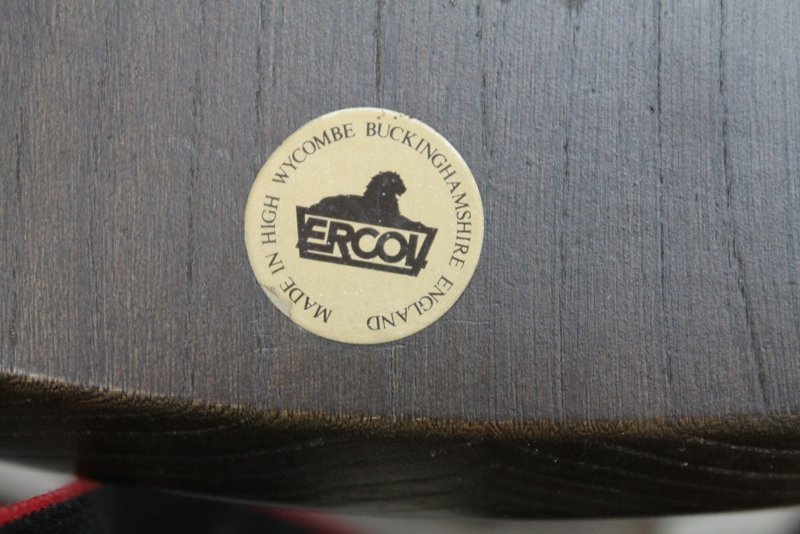 MADE IN HIGH WYCOMBE BUCKINGHAMSHIRE ENGLAND
ERCOL